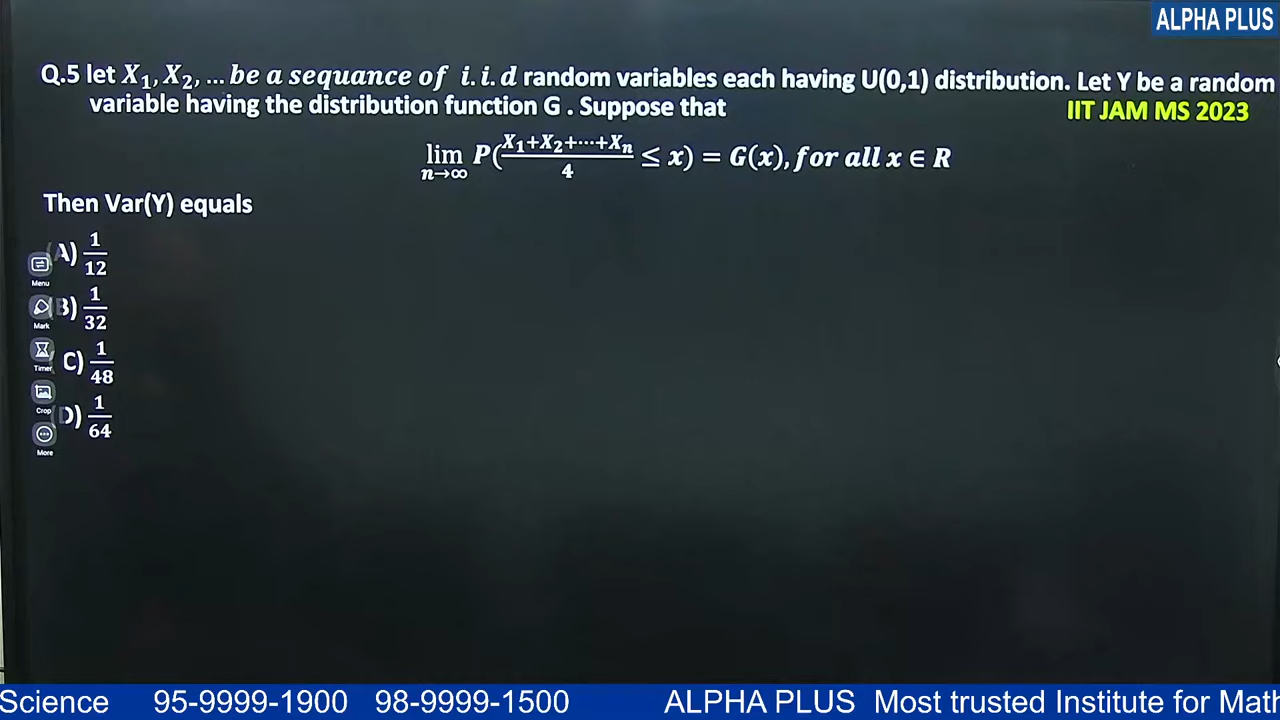 ALPHA PLUS
Q.5 let X₁, X₂, ... be a sequance of i. i. d random variables each having U(0,1) distribution. Let Y be a random
variable having the distribution function G . Suppose that
IIT JAM MS 2023
lim n→∞ P( (X₁+X₂+⋯+Xₙ)/4 ≤ x) = G(x), for all x ∈ R
Then Var(Y) equals
(A) 1/12
(B) 1/32
(C) 1/48
(D) 1/64
Menu
Mark
Timer
Crop
More
Science 95-9999-1900 98-9999-1500 ALPHA PLUS Most trusted Institute for Mat